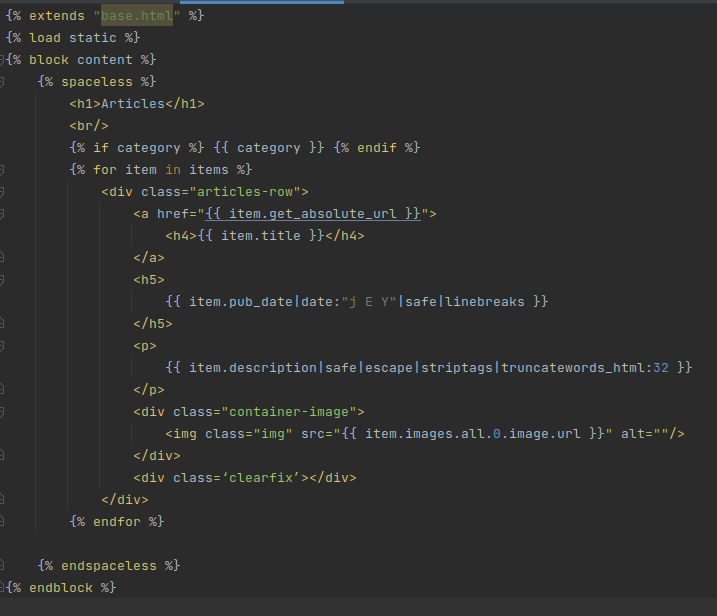 {% extends "base.html" %}
{% load static %}
{% block content %}
    {% spaceless %}
        <h1>Articles</h1>
        <br/>
        {% if category %} {{ category }} {% endif %}
        {% for item in items %}
            <div class="articles-row">
                <a href="{{ item.get_absolute_url }}">
                    <h4>{{ item.title }}</h4>
                </a>
                <h5>
                    {{ item.pub_date|date:"j E Y"|safe|linebreaks }}
                </h5>
                <p>
                    {{ item.description|safe|escape|striptags|truncatewords_html:32 }}
                </p>
                <div class="container-image">
                    <img class="img" src="{{ item.images.all.0.image.url }}" alt=""/>
                </div>
                <div class=‘clearfix’></div>
            </div>
        {% endfor %}
    {% endspaceless %}
{% endblock %}